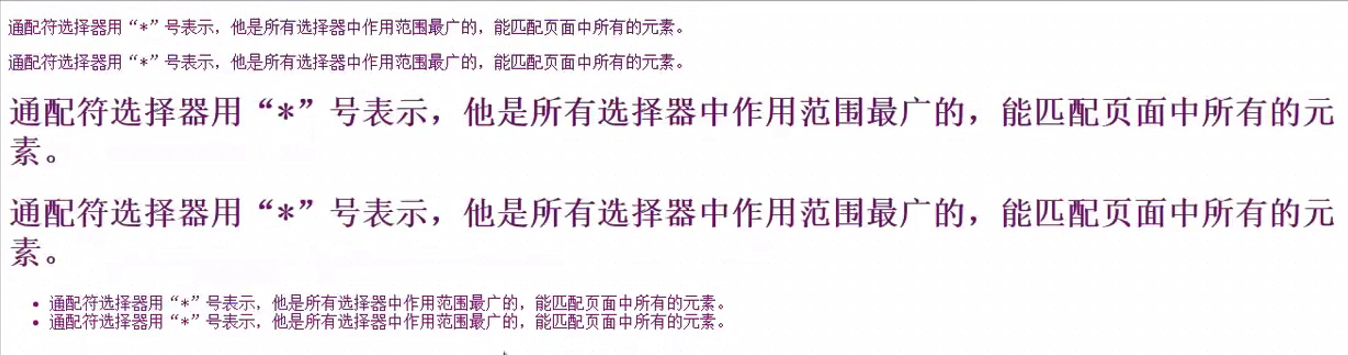 通配符选择器用“*”号表示，他是所有选择器中作用范围最广的，能匹配页面中所有的元素。
通配符选择器用“*”号表示，他是所有选择器中作用范围最广的，能匹配页面中所有的元素。
通配符选择器用“*”号表示，他是所有选择器中作用范围最广的，能匹配页面中所有的元
素。
通配符选择器用“*”号表示，他是所有选择器中作用范围最广的，能匹配页面中所有的元
素。
• 通配符选择器用“*”号表示，他是所有选择器中作用范围最广的，能匹配页面中所有的元素。
• 通配符选择器用“*”号表示，他是所有选择器中作用范围最广的，能匹配页面中所有的元素。